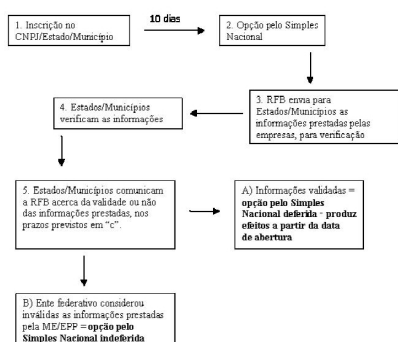 1. Inscrição no
CNPJ/Estado/Município
10 dias
2. Opção pelo Simples
Nacional
3. RFB envia para
Estados/Municípios as
informações prestadas pelas
empresas, para verificação
4. Estados/Municípios
verificam as informações
5. Estados/Municípios comunicam
a RFB acerca da validade ou não
das informações prestadas, nos
prazos previstos em “c”.
A) Informações validadas =
opção pelo Simples
Nacional deferida - produz
efeitos a partir da data
de abertura
B) Ente federativo considerou
inválidas as informações prestadas
pela ME/EPP = opção pelo
Simples Nacional indeferida